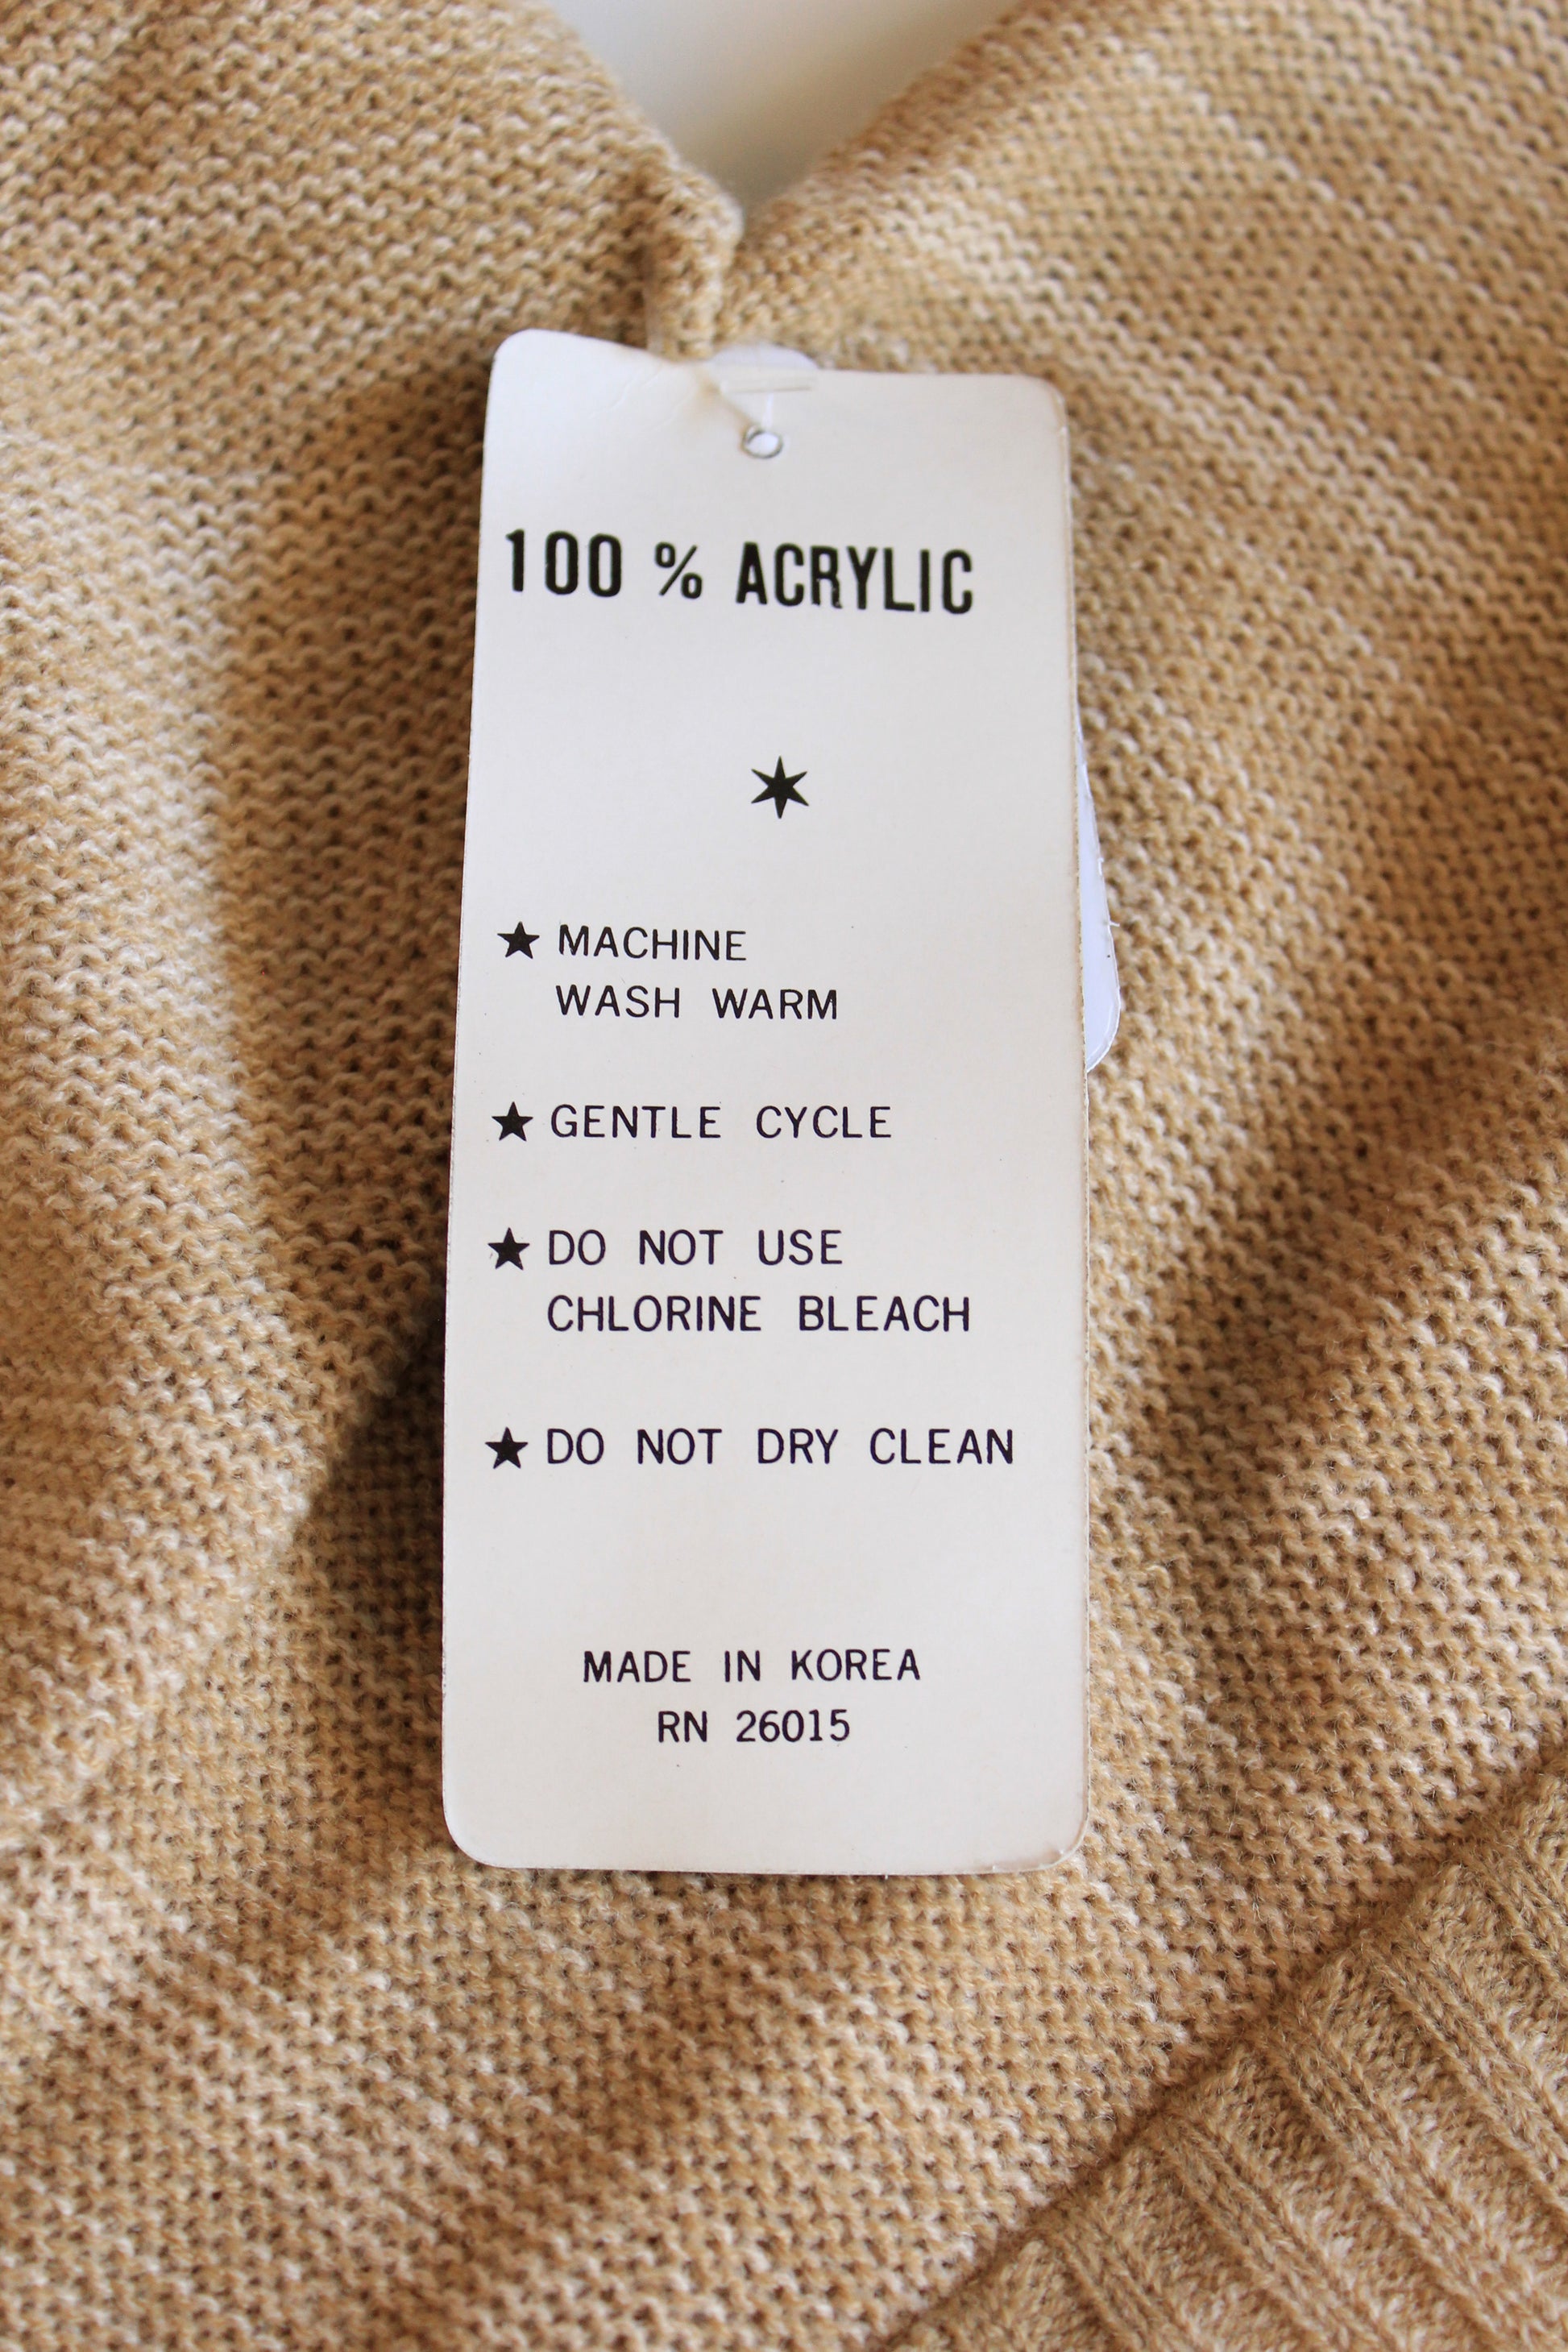 100 % ACRYLIC
★ MACHINE
WASH WARM
★ GENTLE CYCLE
★ DO NOT USE
CHLORINE BLEACH
★ DO NOT DRY CLEAN
MADE IN KOREA
RN 26015